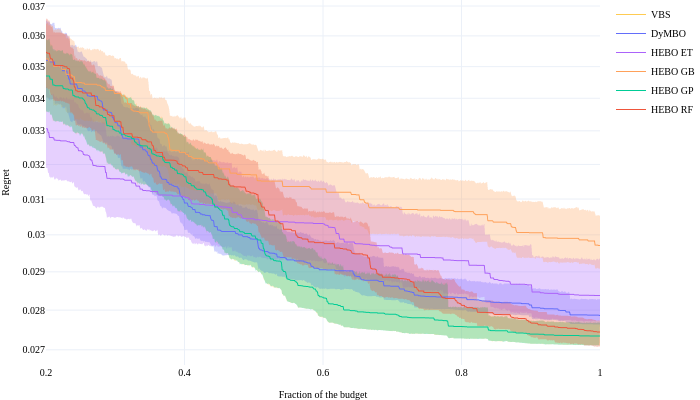 0.037
0.036
0.035
0.034
0.033
0.032
0.031
0.03
0.029
0.028
0.027
Regret
0.2
0.4
0.6
0.8
1
Fraction of the budget
VBS
DyMBO
HEBO ET
HEBO GB
HEBO GP
HEBO RF